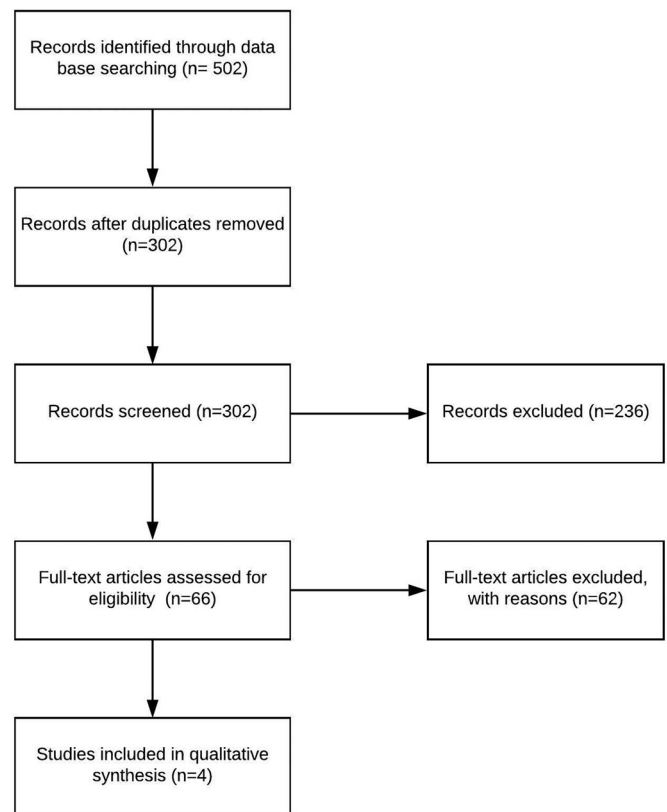 Records identified through data
base searching (n= 502)
Records after duplicates removed
(n=302)
Records screened (n=302)
Records excluded (n=236)
Full-text articles assessed for
eligibility (n=66)
Full-text articles excluded,
with reasons (n=62)
Studies included in qualitative
synthesis (n=4)